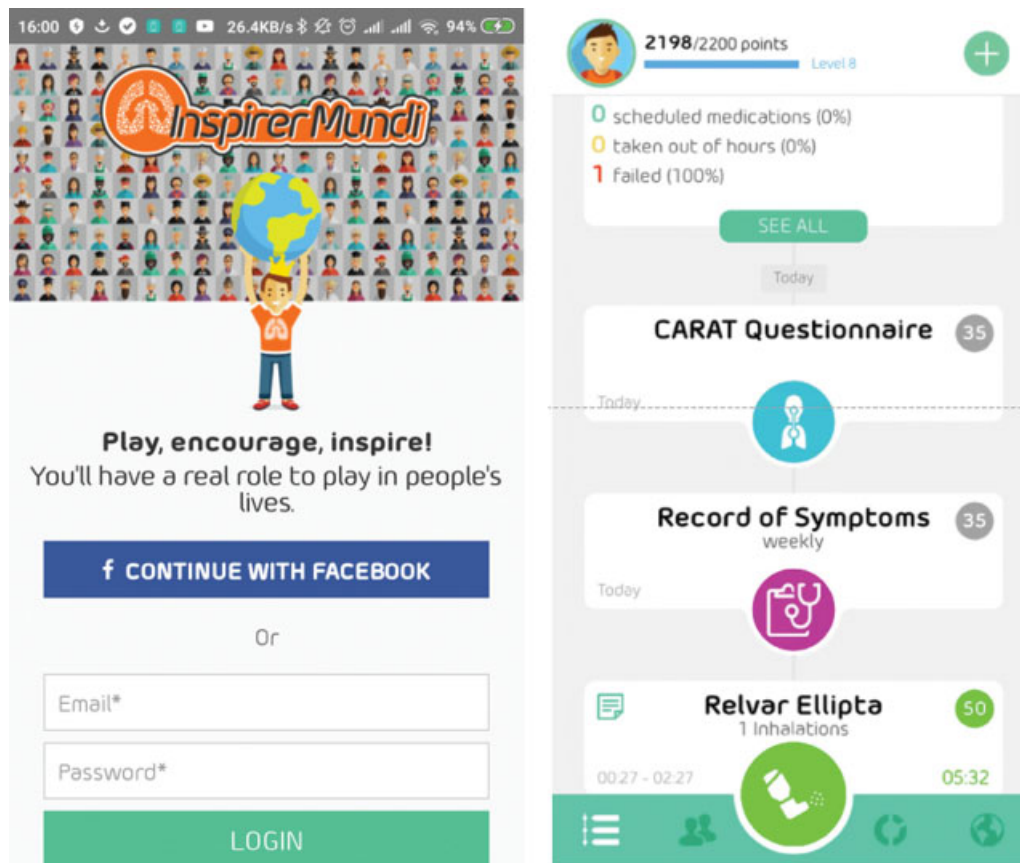 16:00 26.4KB/s 94%
InspirerMundi
Play, encourage, inspire!
You'll have a real role to play in people's
lives.
f CONTINUE WITH FACEBOOK
Or
Email*
Password*
LOGIN
2198/2200 points
Level 8
0 scheduled medications (0%)
0 taken out of hours (0%)
1 failed (100%)
SEE ALL
Today
CARAT Questionnaire 35
Today
Record of Symptoms 35
weekly
Today
Relvar Ellipta 50
1 Inhalations
00:27 - 02:27 05:32